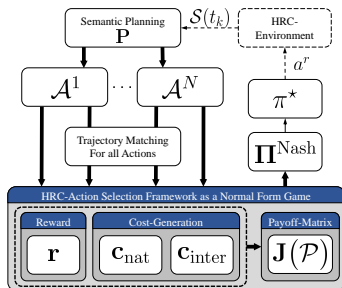 Semantic Planning
P
S(t_k)
HRC-
Environment
a^r
A^1
...
A^N
π*
Trajectory Matching
For all Actions
Π^Nash
HRC-Action Selection Framework as a Normal Form Game
Reward
Cost-Generation
Payoff-Matrix
r
c_nat
c_inter
J(P)